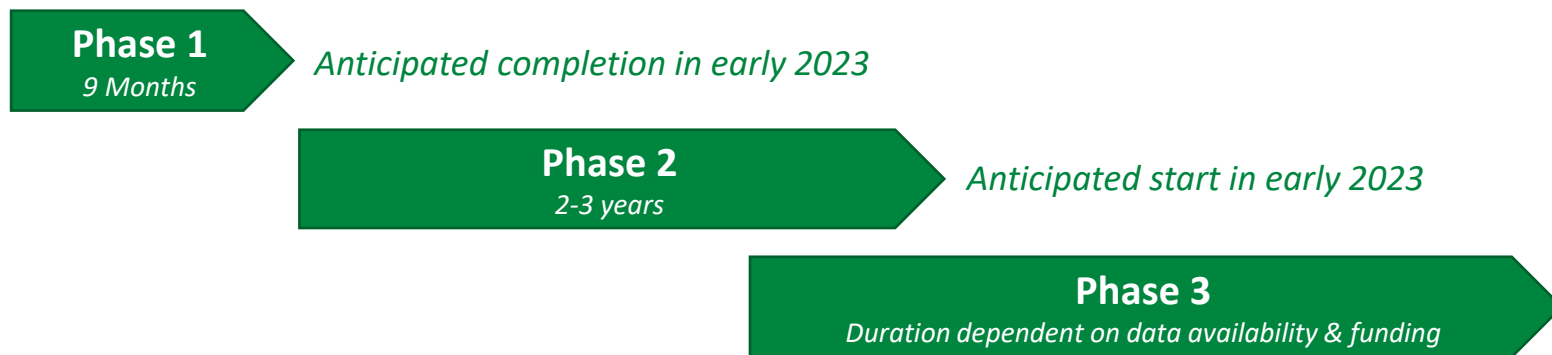 Phase 1
9 Months
Anticipated completion in early 2023
Phase 2
2-3 years
Anticipated start in early 2023
Phase 3
Duration dependent on data availability & funding